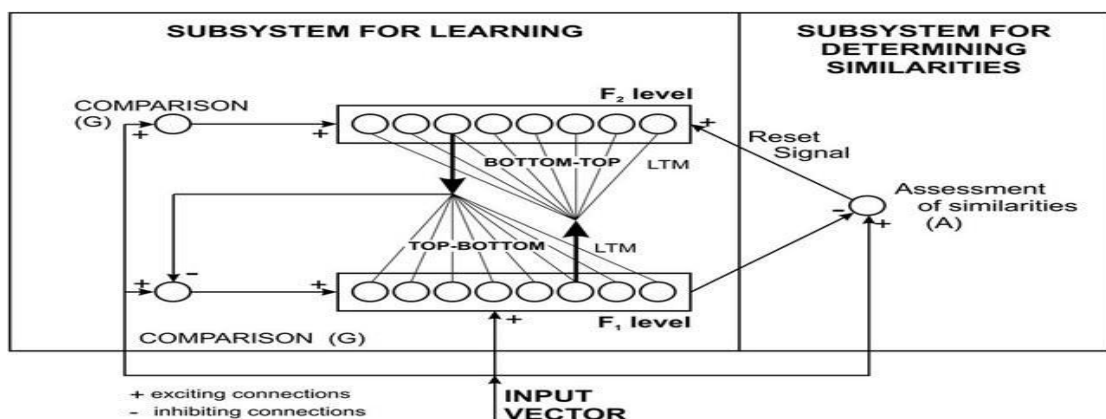 SUBSYSTEM FOR LEARNING
SUBSYSTEM FOR
DETERMINING
SIMILARITIES
COMPARISON
(G)
+
+
F2 level
+
BOTTOM-TOP
LTM
Reset
Signal
Assessment
of similarities
(A)
-
+
TOP-BOTTOM
LTM
-
+
+
COMPARISON (G)
+
F1 level
+ exciting connections
- inhibiting connections
INPUT
VECTOR